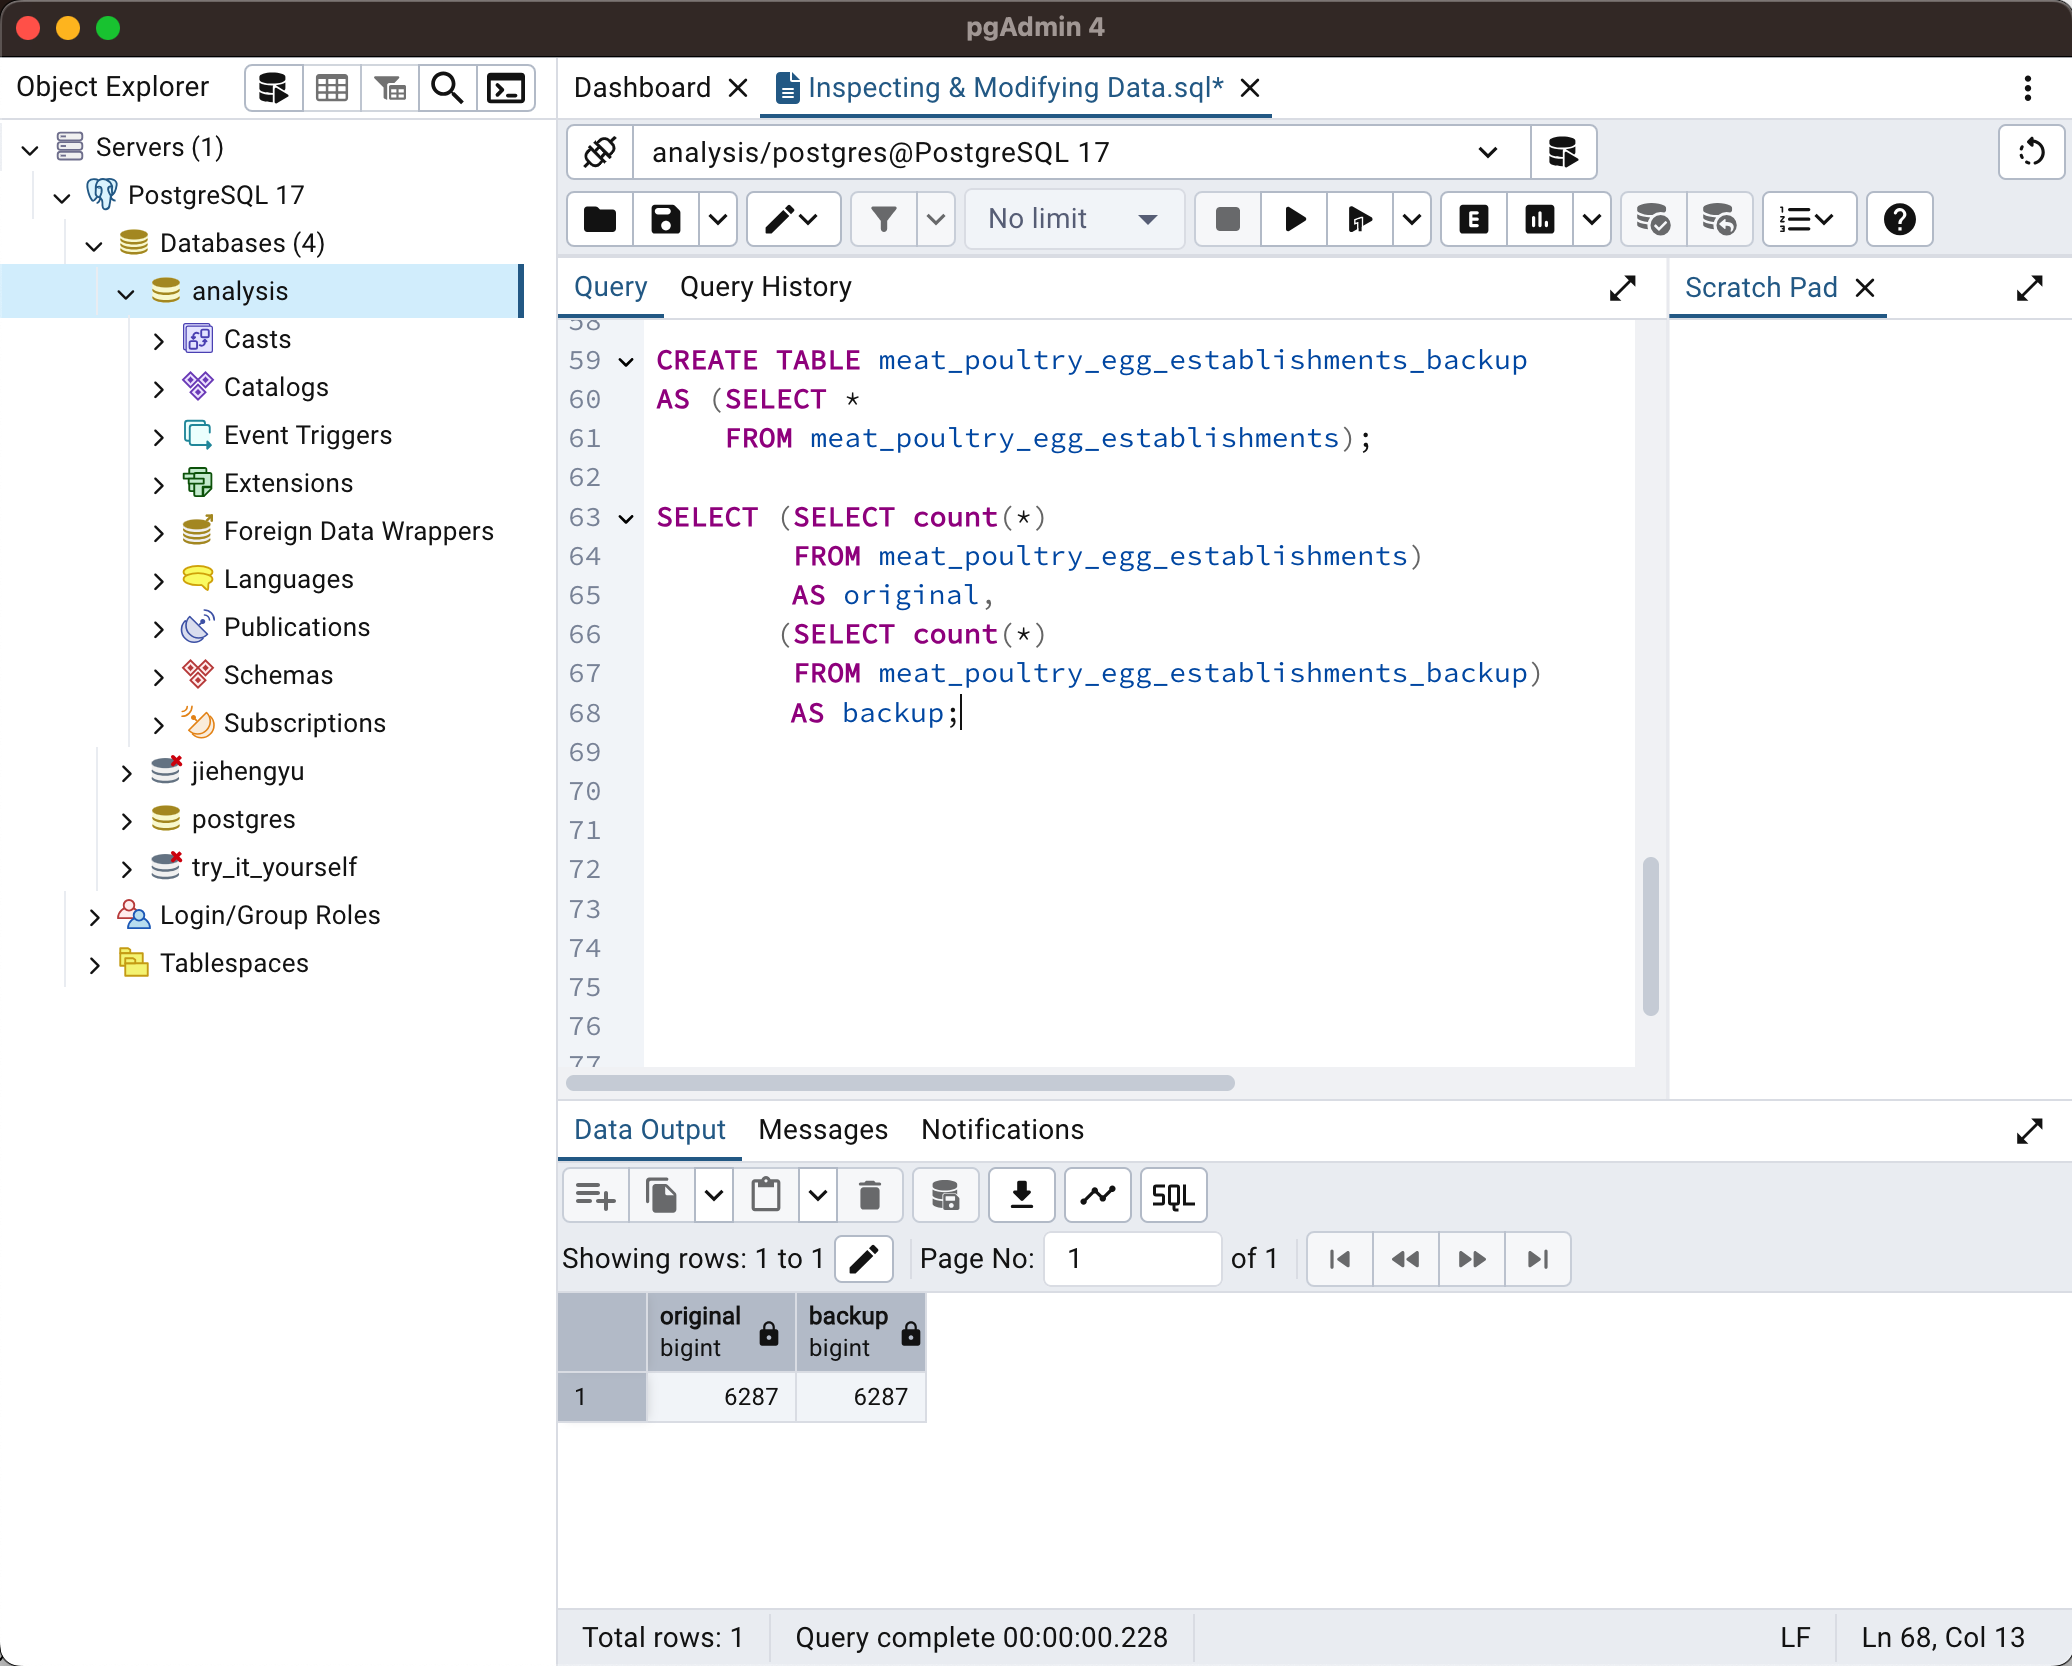 pgAdmin 4
Object Explorer
Servers (1)
PostgreSQL 17
Databases (4)
analysis
Casts
Catalogs
Event Triggers
Extensions
Foreign Data Wrappers
Languages
Publications
Schemas
Subscriptions
jiehengyu
postgres
try_it_yourself
Login/Group Roles
Tablespaces
Dashboard
Inspecting & Modifying Data.sql*
analysis/postgres@PostgreSQL 17
No limit
E
Query Query History
Scratch Pad
58
59 CREATE TABLE meat_poultry_egg_establishments_backup
60 AS (SELECT *
61 FROM meat_poultry_egg_establishments);
62
63 SELECT (SELECT count(*)
64 FROM meat_poultry_egg_establishments)
65 AS original,
66 (SELECT count(*)
67 FROM meat_poultry_egg_establishments_backup)
68 AS backup;
69
70
71
72
73
74
75
76
77
Data Output Messages Notifications
SQL
Showing rows: 1 to 1 Page No: 1 of 1
original backup
bigint bigint
1 6287 6287
Total rows: 1 Query complete 00:00:00.228 LF Ln 68, Col 13